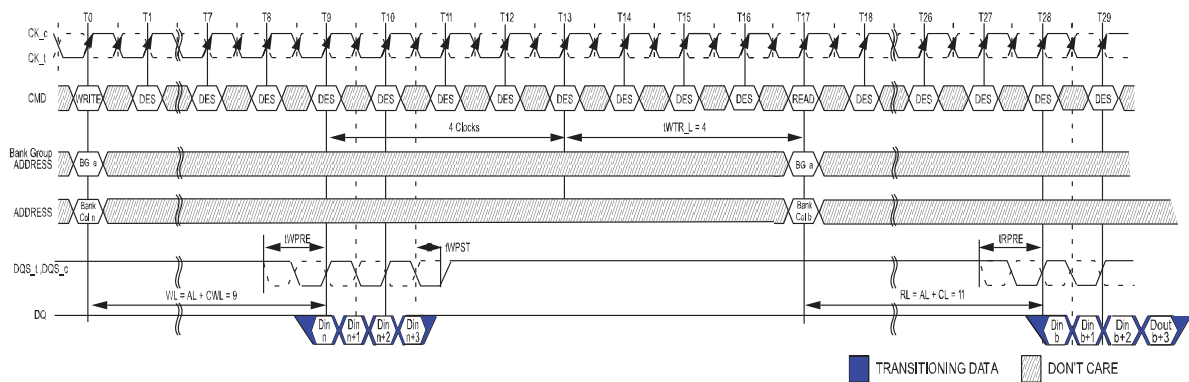 T0 T1 T7 T8 T9 T10 T11 T12 T13 T14 T15 T16 T17 T18 T26 T27 T28 T29
CK_c
CK_t
CMD WRITE DES DES DES DES DES DES DES DES DES DES DES READ DES DES DES DES DES
4 Clocks tWTR_L = 4
Bank Group
ADDRESS BG a BG a
ADDRESS Bank Bank
Col n Col b
tWPRE tWPST tRPRE
DQS_t ,DQS_c
WL = AL + CWL = 9 RL = AL + CL = 11
DQ
Din Din Din Din Din Din Din Dout
n n+1 n+2 n+3 b b+1 b+2 b+3
TRANSITIONING DATA DON'T CARE